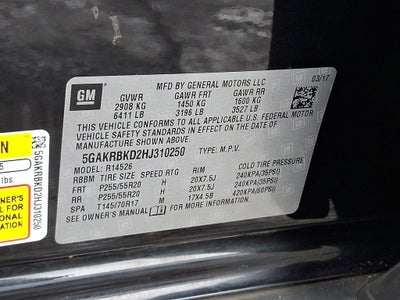 GM
MFD BY GENERAL MOTORS LLC
03/17
GVWR GAWR FRT GAWR RR
2908 KG 1450 KG 1600 KG
6411 LB 3196 LB 3527 LB
THIS VEHICLE CONFORMS TO ALL APPLICABLE U.S. FEDERAL MOTOR
VEHICLE SAFETY STANDARDS IN EFFECT ON THE DATE OF
MANUFACTURE SHOWN ABOVE.
5GAKRBKD2HJ310250 TYPE: M.P.V.
MODEL: R14526
RBBM TIRE SIZE SPEED RTG RIM COLD TIRE PRESSURE
FRT P255/55R20 H 20X7.5J 240KPA(35PSI)
RR P255/55R20 H 20X7.5J 240KPA(35PSI)
SPA T145/70R17 M 17X4.5B 420KPA(60PSI)
SEE OWNER'S MANUAL FOR
5GAKRBKD2HJ310250
lbs
OWNER'S
FOR